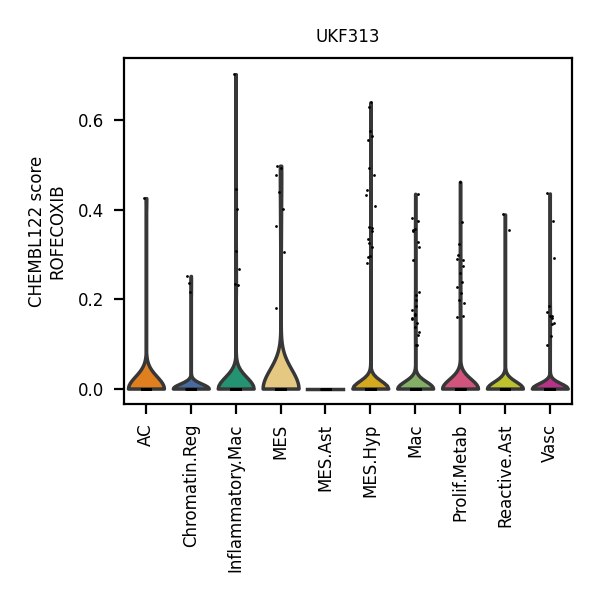 UKF313
CHEMBL122 score
ROFECOXIB
0.6
0.4
0.2
0.0
AC
Chromatin.Reg
Inflammatory.Mac
MES
MES.Ast
MES.Hyp
Mac
Prolif.Metab
Reactive.Ast
Vasc